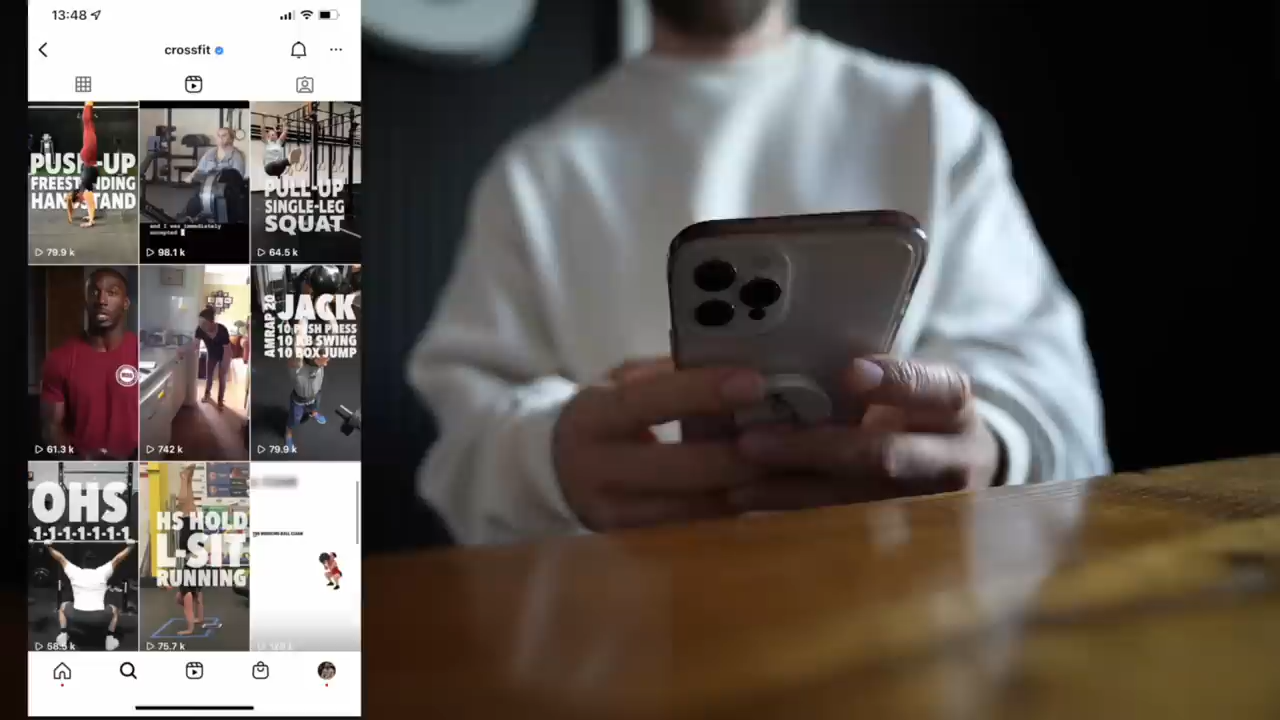 13:48
crossfit
PUSH-UP
FREESTANDING
HANDSTAND
79.9 k
and I was immediately
accepted
98.1 k
PULL-UP
SINGLE-LEG
SQUAT
64.5 k
61.3 k
742 k
AMRAP 20
JACK
10 PUSH PRESS
10 KB SWING
10 BOX JUMP
79.9 k
OHS
1-1-1-1-1-1-1
58.5 k
HS HOLD
L-SIT
RUNNING
75.7 k